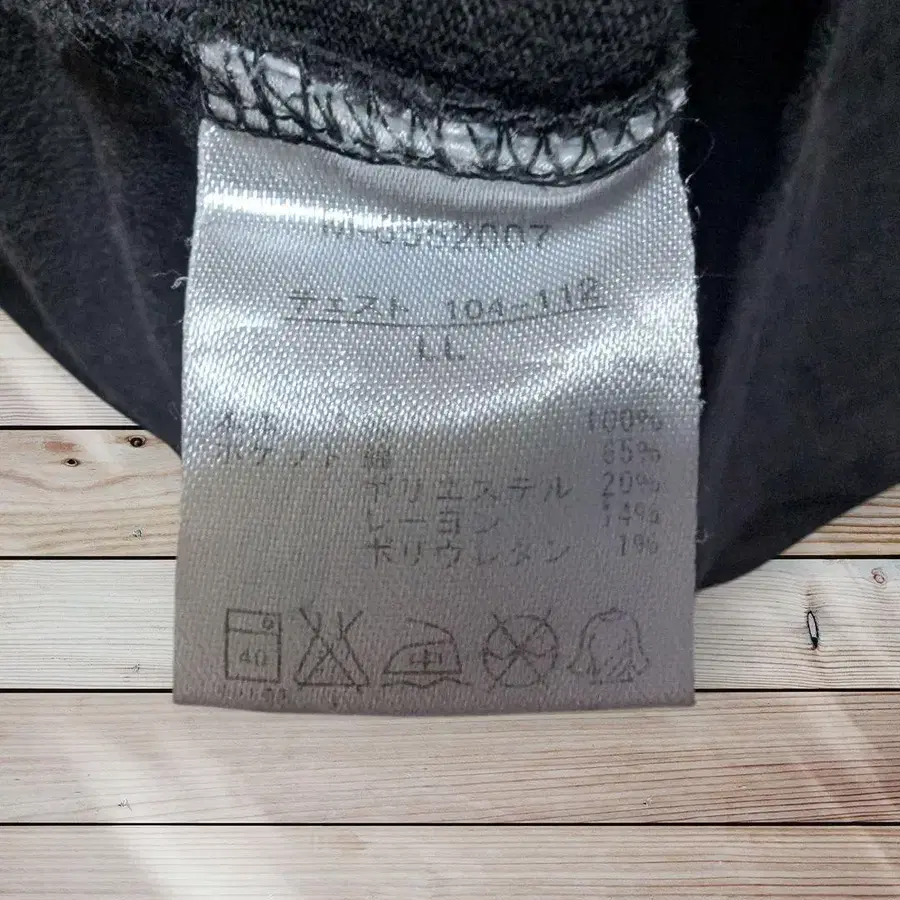 チェスト 104-112
LL
100%
ポケット 綿 65%
ポリエステル 20%
レーヨン 14%
ポリウレタン 1%
40
中